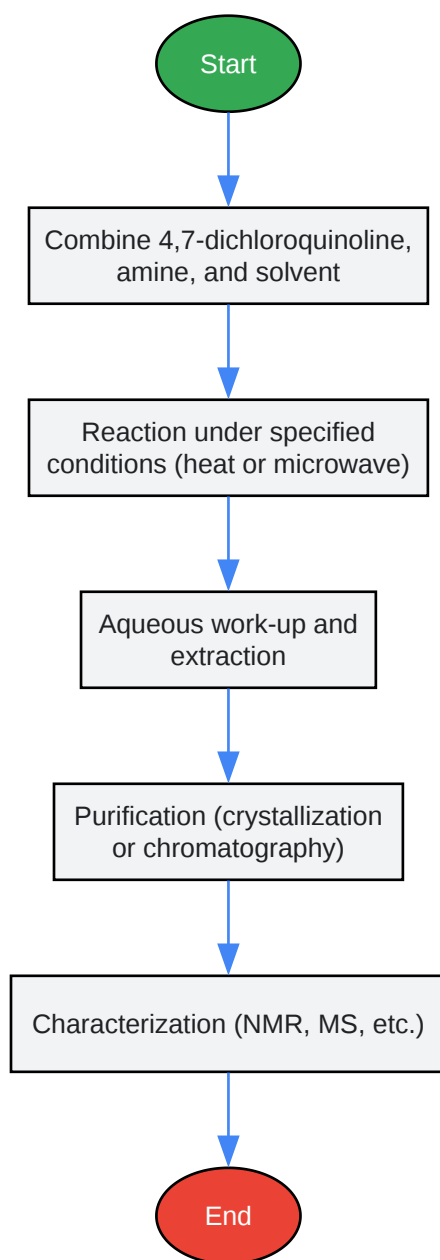 Start
Combine 4,7-dichloroquinoline,
amine, and solvent
Reaction under specified
conditions (heat or microwave)
Aqueous work-up and
extraction
Purification (crystallization
or chromatography)
Characterization (NMR, MS, etc.)
End